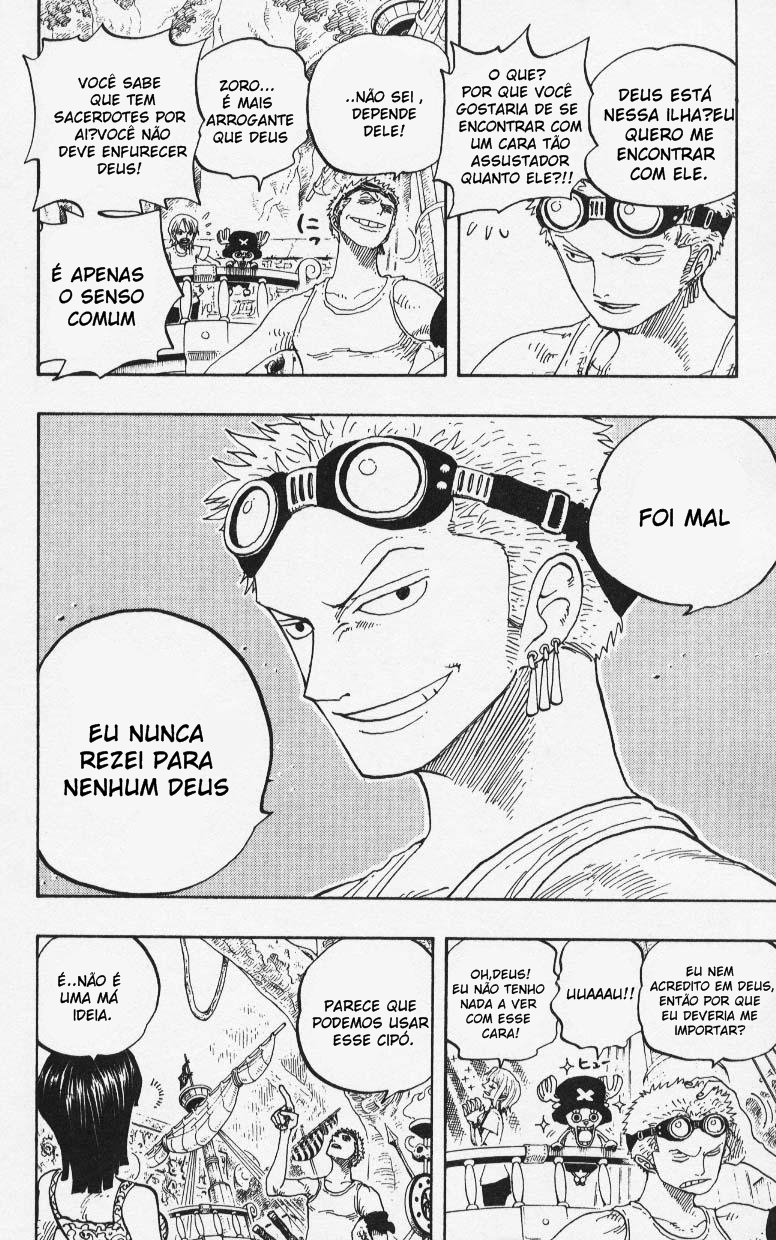 DEUS ESTÁ
NESSA ILHA?EU
QUERO ME
ENCONTRAR
COM ELE.
O QUE?
POR QUE VOCÊ
GOSTARIA DE SE
ENCONTRAR COM
UM CARA TÃO
ASSUSTADOR
QUANTO ELE?!!
..NÃO SEI ,
DEPENDE
DELE!
ZORO...
É MAIS
ARROGANTE
QUE DEUS
VOCÊ SABE
QUE TEM
SACERDOTES POR
AI?VOCÊ NÃO
DEVE ENFURECER
DEUS!
É APENAS
O SENSO
COMUM
FOI MAL
EU NUNCA
REZEI PARA
NENHUM DEUS
EU NEM
ACREDITO EM DEUS,
ENTÃO POR QUE
EU DEVERIA ME
IMPORTAR?
UUAAAU!!
OH,DEUS!
EU NÃO TENHO
NADA A VER
COM ESSE
CARA!
ヒュー
PARECE QUE
PODEMOS USAR
ESSE CIPÓ.
É..NÃO É
UMA MÁ
IDEIA.